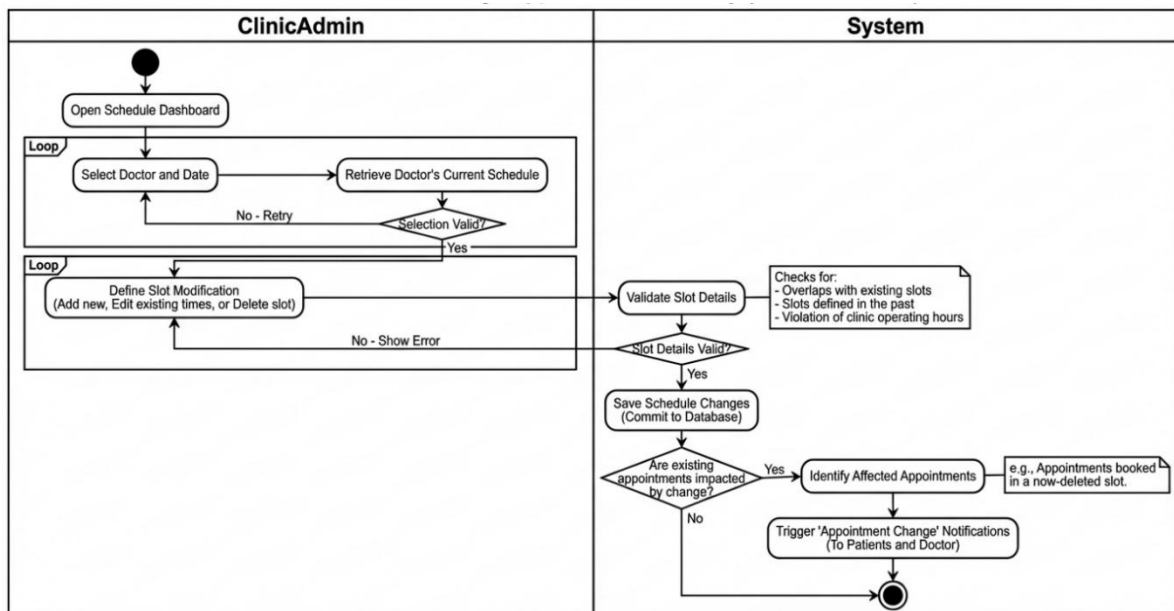 ClinicAdmin
System
Open Schedule Dashboard
Loop
Select Doctor and Date
Retrieve Doctor's Current Schedule
No - Retry
Selection Valid?
Yes
Loop
Define Slot Modification
(Add new, Edit existing times, or Delete slot)
Validate Slot Details
Checks for:
- Overlaps with existing slots
- Slots defined in the past
- Violation of clinic operating hours
No - Show Error
Slot Details Valid?
Yes
Save Schedule Changes
(Commit to Database)
Are existing
appointments impacted
by change?
Yes
Identify Affected Appointments
e.g., Appointments booked
in a now-deleted slot.
No
Trigger 'Appointment Change' Notifications
(To Patients and Doctor)